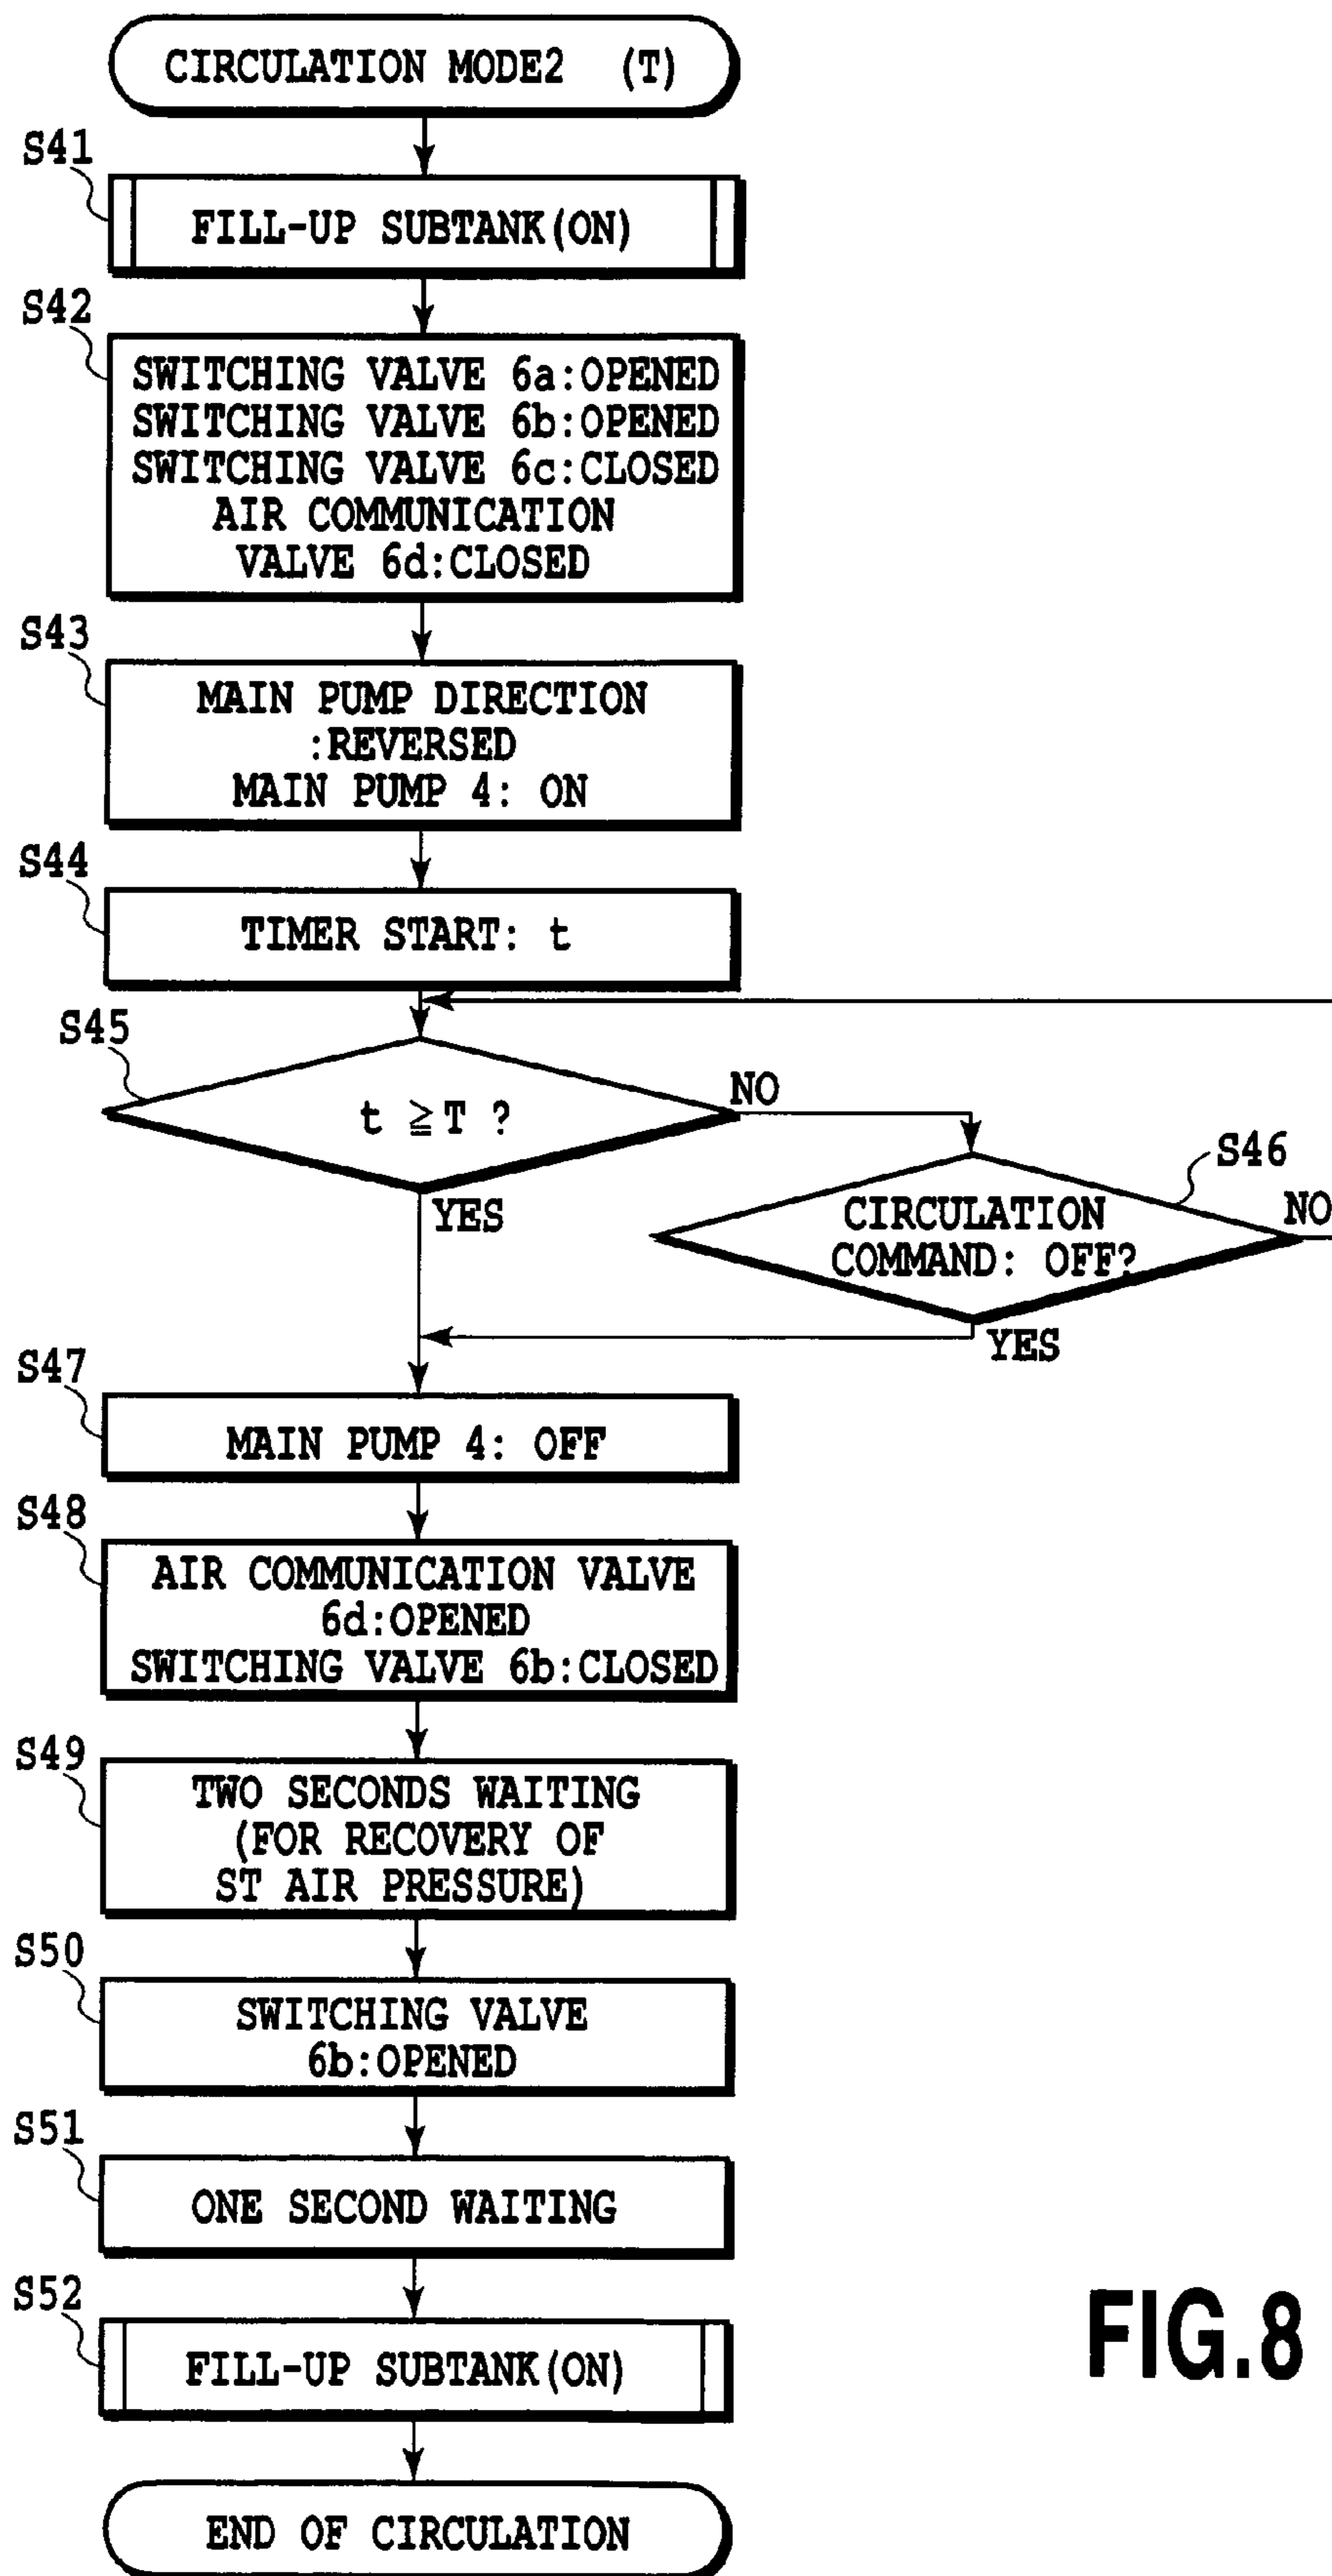 CIRCULATION MODE2 (T)
S41
FILL-UP SUBTANK(ON)
S42
SWITCHING VALVE 6a:OPENED
SWITCHING VALVE 6b:OPENED
SWITCHING VALVE 6c:CLOSED
AIR COMMUNICATION
VALVE 6d:CLOSED
S43
MAIN PUMP DIRECTION
:REVERSED
MAIN PUMP 4: ON
S44
TIMER START: t
S45
t ≧ T ?
NO
YES
S46
CIRCULATION
COMMAND: OFF?
NO
YES
S47
MAIN PUMP 4: OFF
S48
AIR COMMUNICATION VALVE
6d:OPENED
SWITCHING VALVE 6b:CLOSED
S49
TWO SECONDS WAITING
(FOR RECOVERY OF
ST AIR PRESSURE)
S50
SWITCHING VALVE
6b:OPENED
S51
ONE SECOND WAITING
S52
FILL-UP SUBTANK(ON)
END OF CIRCULATION
FIG.8